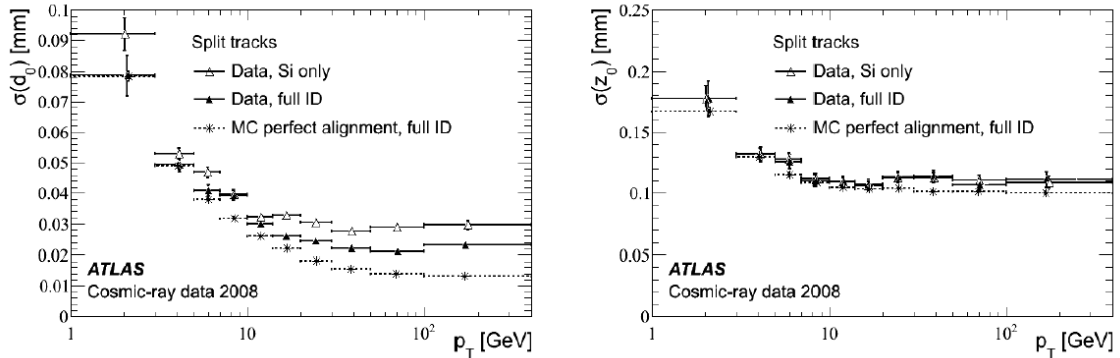 σ(d₀) [mm]
0.1
0.09
0.08
0.07
0.06
0.05
0.04
0.03
0.02
0.01
0
Split tracks
Data, Si only
Data, full ID
MC perfect alignment, full ID
ATLAS
Cosmic-ray data 2008
1
10
10²
p_T [GeV]
σ(z₀) [mm]
0.25
0.2
0.15
0.1
0.05
0
Split tracks
Data, Si only
Data, full ID
MC perfect alignment, full ID
ATLAS
Cosmic-ray data 2008
1
10
10²
p_T [GeV]